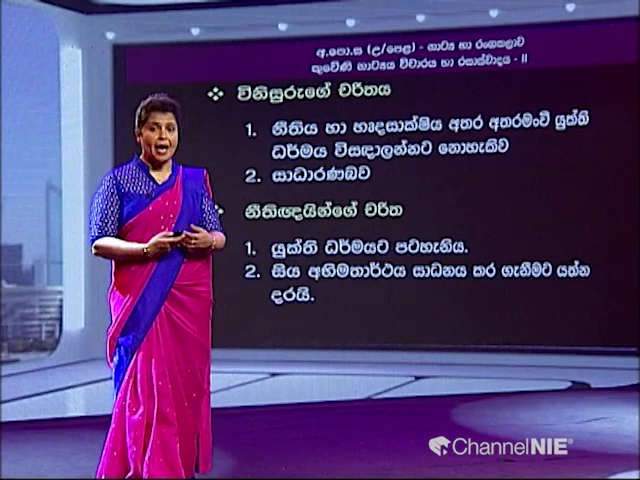 අ.පො.ස (උ/පෙළ) - නාට්‍ය හා රංගකලාව
කුවේණි නාට්‍යය විචාරය හා රසාස්වාදය - II
විනිසුරුගේ චරිතය
1. නීතිය හා හෘදසාක්ෂිය අතර අතරමංවී යුක්ති
ධර්මය විසඳාලන්නට නොහැකිව
2. සාධාරණබව
නීතිඥයින්ගේ චරිත
1. යුක්ති ධර්මයට පටහැනිය.
2. සිය අභිමතාර්ථය සාධනය කර ගැනීමට යත්න
දරයි.
ChannelNIE